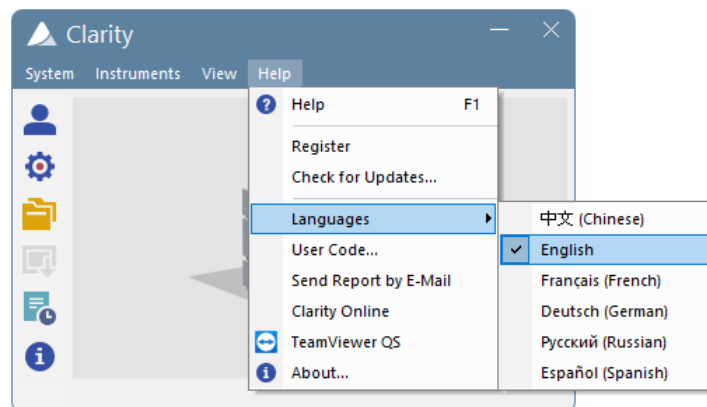 Clarity
System Instruments View Help
Help F1
Register
Check for Updates...
Languages
User Code...
Send Report by E-Mail
Clarity Online
TeamViewer QS
About...
中文 (Chinese)
English
Français (French)
Deutsch (German)
Русский (Russian)
Español (Spanish)